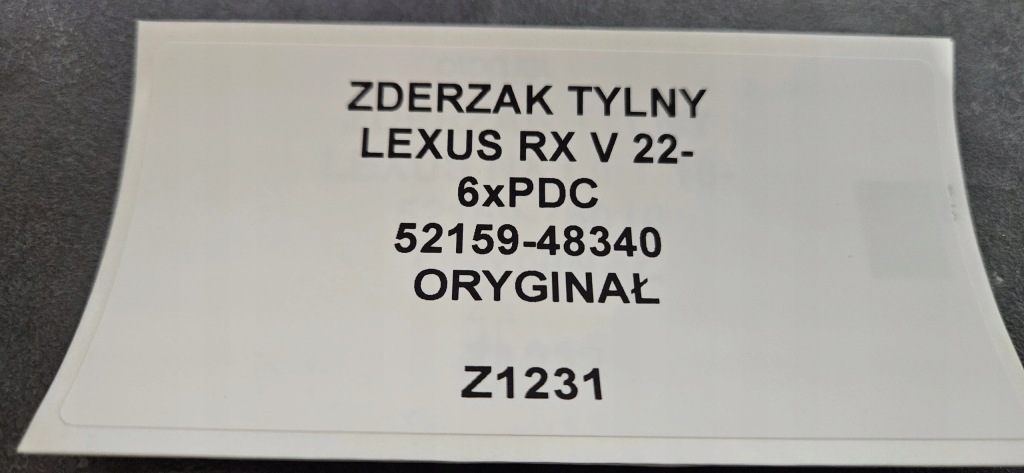 ZDERZAK TYLNY
LEXUS RX V 22-
6xPDC
52159-48340
ORYGINAŁ
Z1231